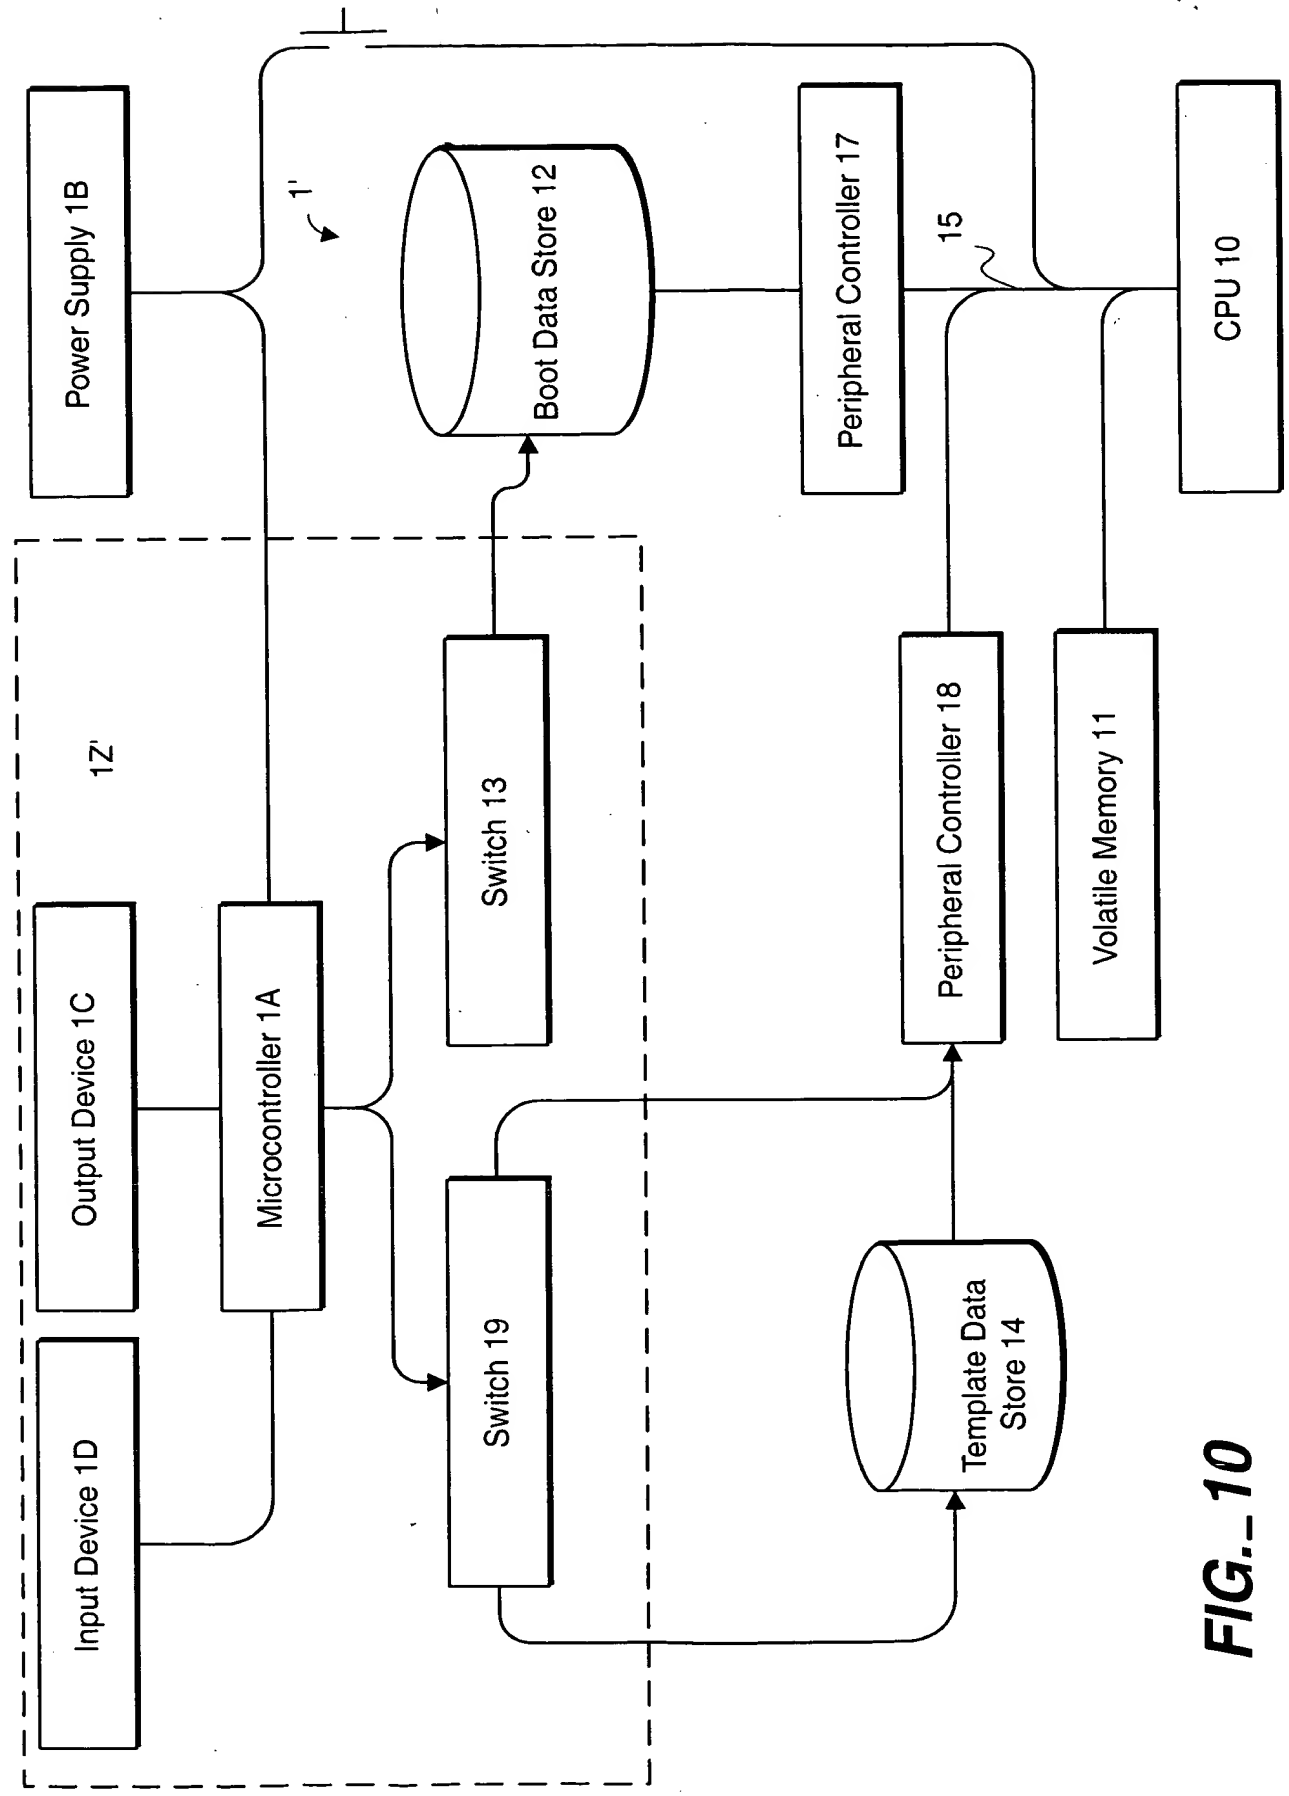 Input Device 1D
Output Device 1C
1Z'
Power Supply 1B
Microcontroller 1A
1'
Switch 19
Switch 13
Boot Data Store 12
Peripheral Controller 17
Template Data
Store 14
Peripheral Controller 18
15
Volatile Memory 11
CPU 10
FIG._10